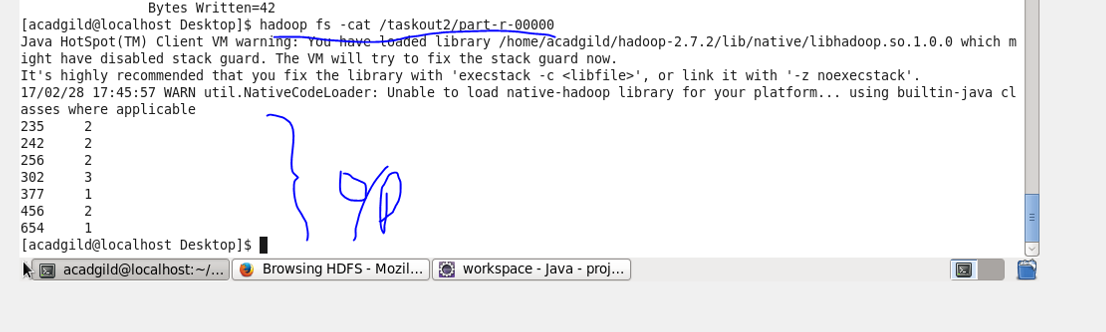 Bytes Written=42
[acadgild@localhost Desktop]$ hadoop fs -cat /taskout2/part-r-00000
Java HotSpot(TM) Client VM warning: You have loaded library /home/acadgild/hadoop-2.7.2/lib/native/libhadoop.so.1.0.0 which m
ight have disabled stack guard. The VM will try to fix the stack guard now.
It's highly recommended that you fix the library with 'execstack -c <libfile>', or link it with '-z noexecstack'.
17/02/28 17:45:57 WARN util.NativeCodeLoader: Unable to load native-hadoop library for your platform... using builtin-java cl
asses where applicable
235 2
242 2
256 2
302 3
377 1
456 2
654 1
[acadgild@localhost Desktop]$
acadgild@localhost:~/... Browsing HDFS - Mozil... workspace - Java - proj...